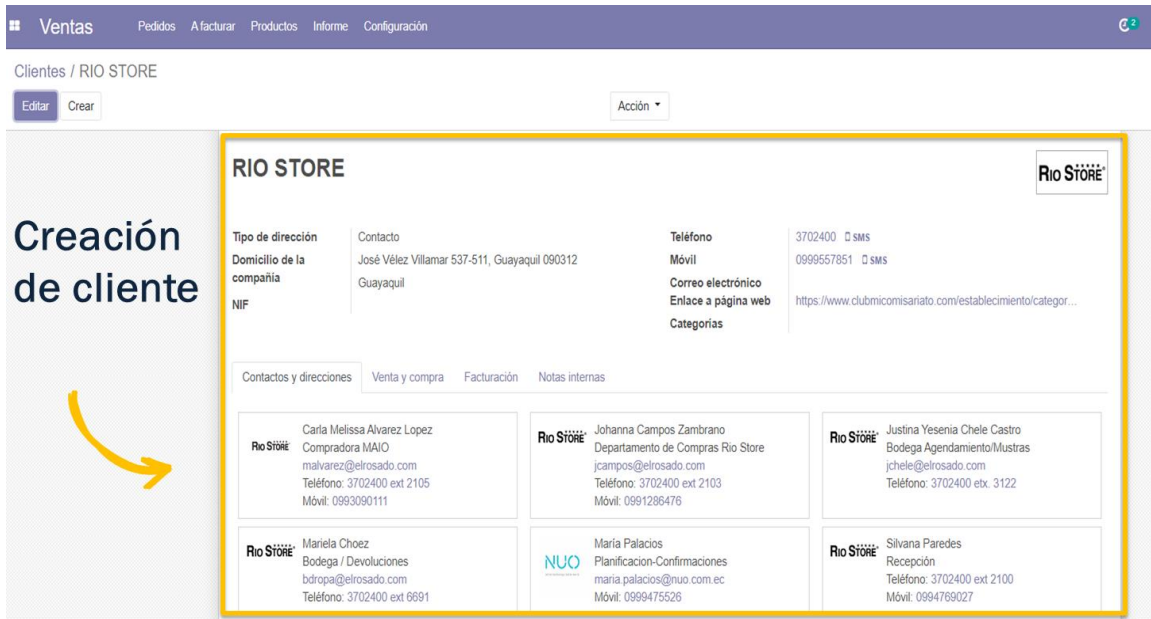 Ventas Pedidos A facturar Productos Informe Configuración 2
Clientes / RIO STORE
Editar Crear Acción
Creación
de cliente
RIO STORE
RIO STORE
Tipo de dirección Contacto
Domicilio de la José Vélez Villamar 537-511, Guayaquil 090312
compañia Guayaquil
NIF
Teléfono 3702400 SMS
Móvil 0999557851 SMS
Correo electrónico
Enlace a página web https://www.clubmicomisariato.com/establecimiento/categor...
Categorías
Contactos y direcciones Venta y compra Facturación Notas internas
RIO STORE
Carla Melissa Alvarez Lopez
Compradora MAIO
malvarez@elrosado.com
Teléfono: 3702400 ext 2105
Móvil: 0993090111
RIO STORE
Johanna Campos Zambrano
Departamento de Compras Rio Store
jcampos@elrosado.com
Teléfono: 3702400 ext 2103
Móvil: 0991286476
RIO STORE
Justina Yesenia Chele Castro
Bodega Agendamiento/Mustras
jchele@elrosado.com
Teléfono: 3702400 etx. 3122
RIO STORE
Mariela Choez
Bodega / Devoluciones
bdropa@elrosado.com
Teléfono: 3702400 ext 6691
NUO
María Palacios
Planificacion-Confirmaciones
maria.palacios@nuo.com.ec
Móvil: 0999475526
RIO STORE
Silvana Paredes
Recepción
Teléfono: 3702400 ext 2100
Móvil: 0994769027